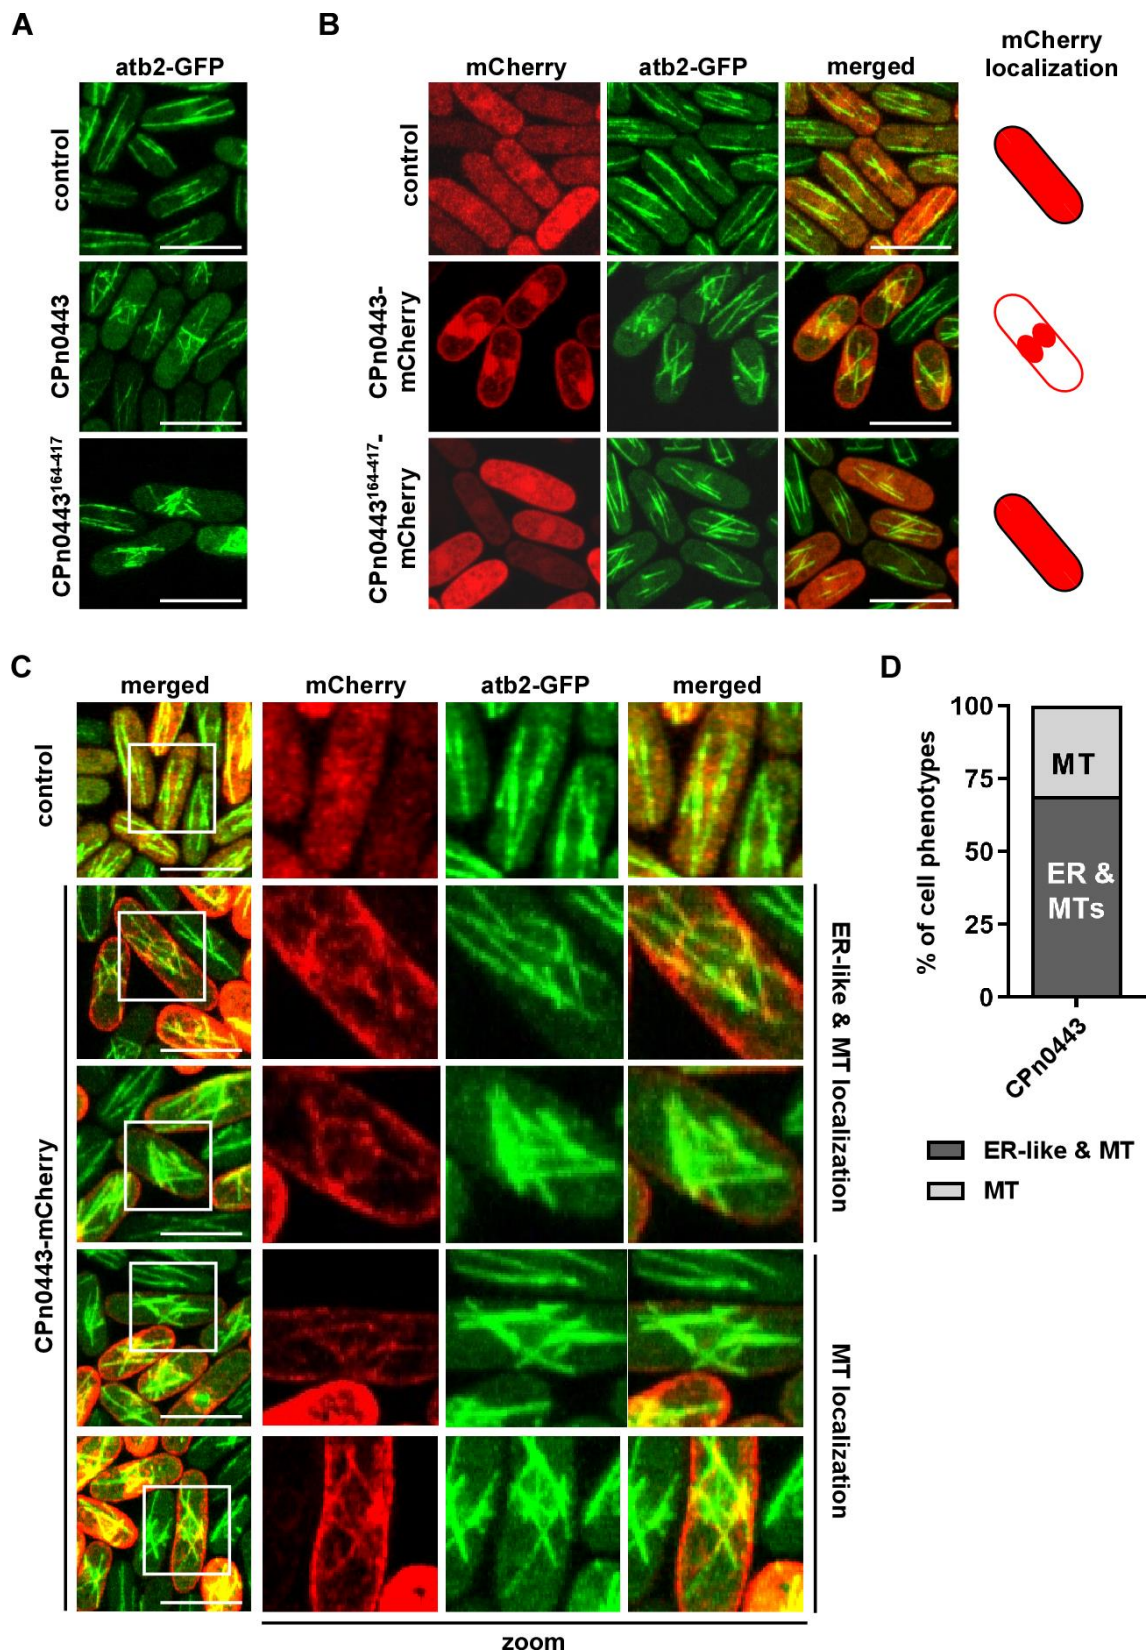 A
B
atb2-GFP
mCherry
atb2-GFP
merged
mCherry
localization
control
CPn0443
CPn0443¹⁶⁴⁻⁴¹⁷
control
CPn0443-
mCherry
CPn0443¹⁶⁴⁻⁴¹⁷-
mCherry
C
merged
mCherry
atb2-GFP
merged
control
CPn0443-mCherry
ER-like & MT localization
MT localization
zoom
D
% of cell phenotypes
100
75
50
25
0
MT
ER &
MTs
CPn0443
ER-like & MT
MT